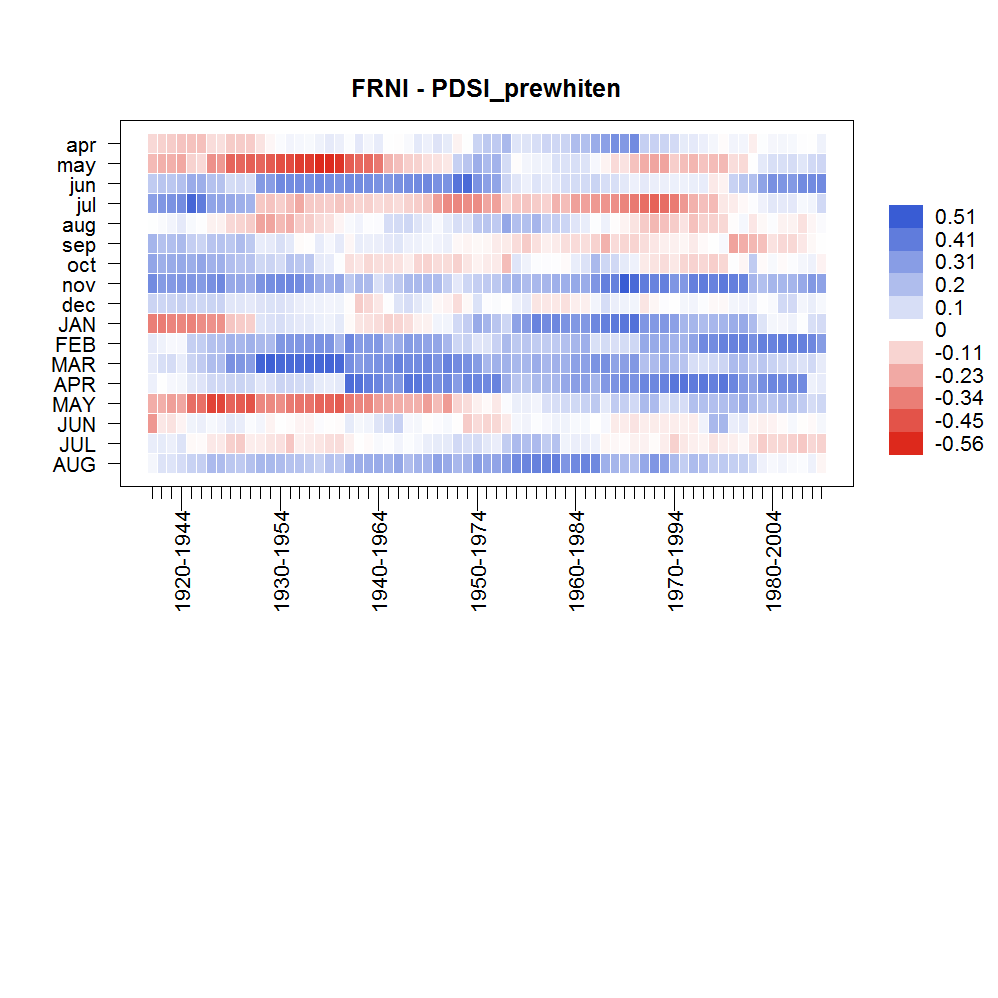 FRNI - PDSI_prewhiten
apr
may
jun
jul
aug
sep
oct
nov
dec
JAN
FEB
MAR
APR
MAY
JUN
JUL
AUG
1920-1944
1930-1954
1940-1964
1950-1974
1960-1984
1970-1994
1980-2004
0.51
0.41
0.31
0.2
0.1
0
-0.11
-0.23
-0.34
-0.45
-0.56